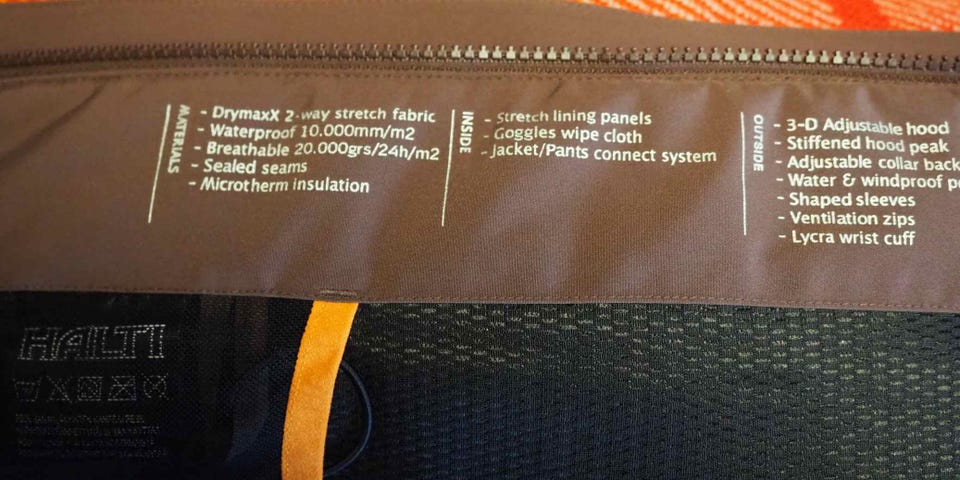 MATERIALS
- DrymaxX 2-way stretch fabric
- Waterproof 10.000mm/m2
- Breathable 20.000grs/24h/m2
- Sealed seams
- Microtherm insulation
INSIDE
- Stretch lining panels
- Goggles wipe cloth
- Jacket/Pants connect system
OUTSIDE
- 3-D Adjustable hood
- Stiffened hood peak
- Adjustable collar back
- Water & windproof
- Shaped sleeves
- Ventilation zips
- Lycra wrist cuff
HALTI